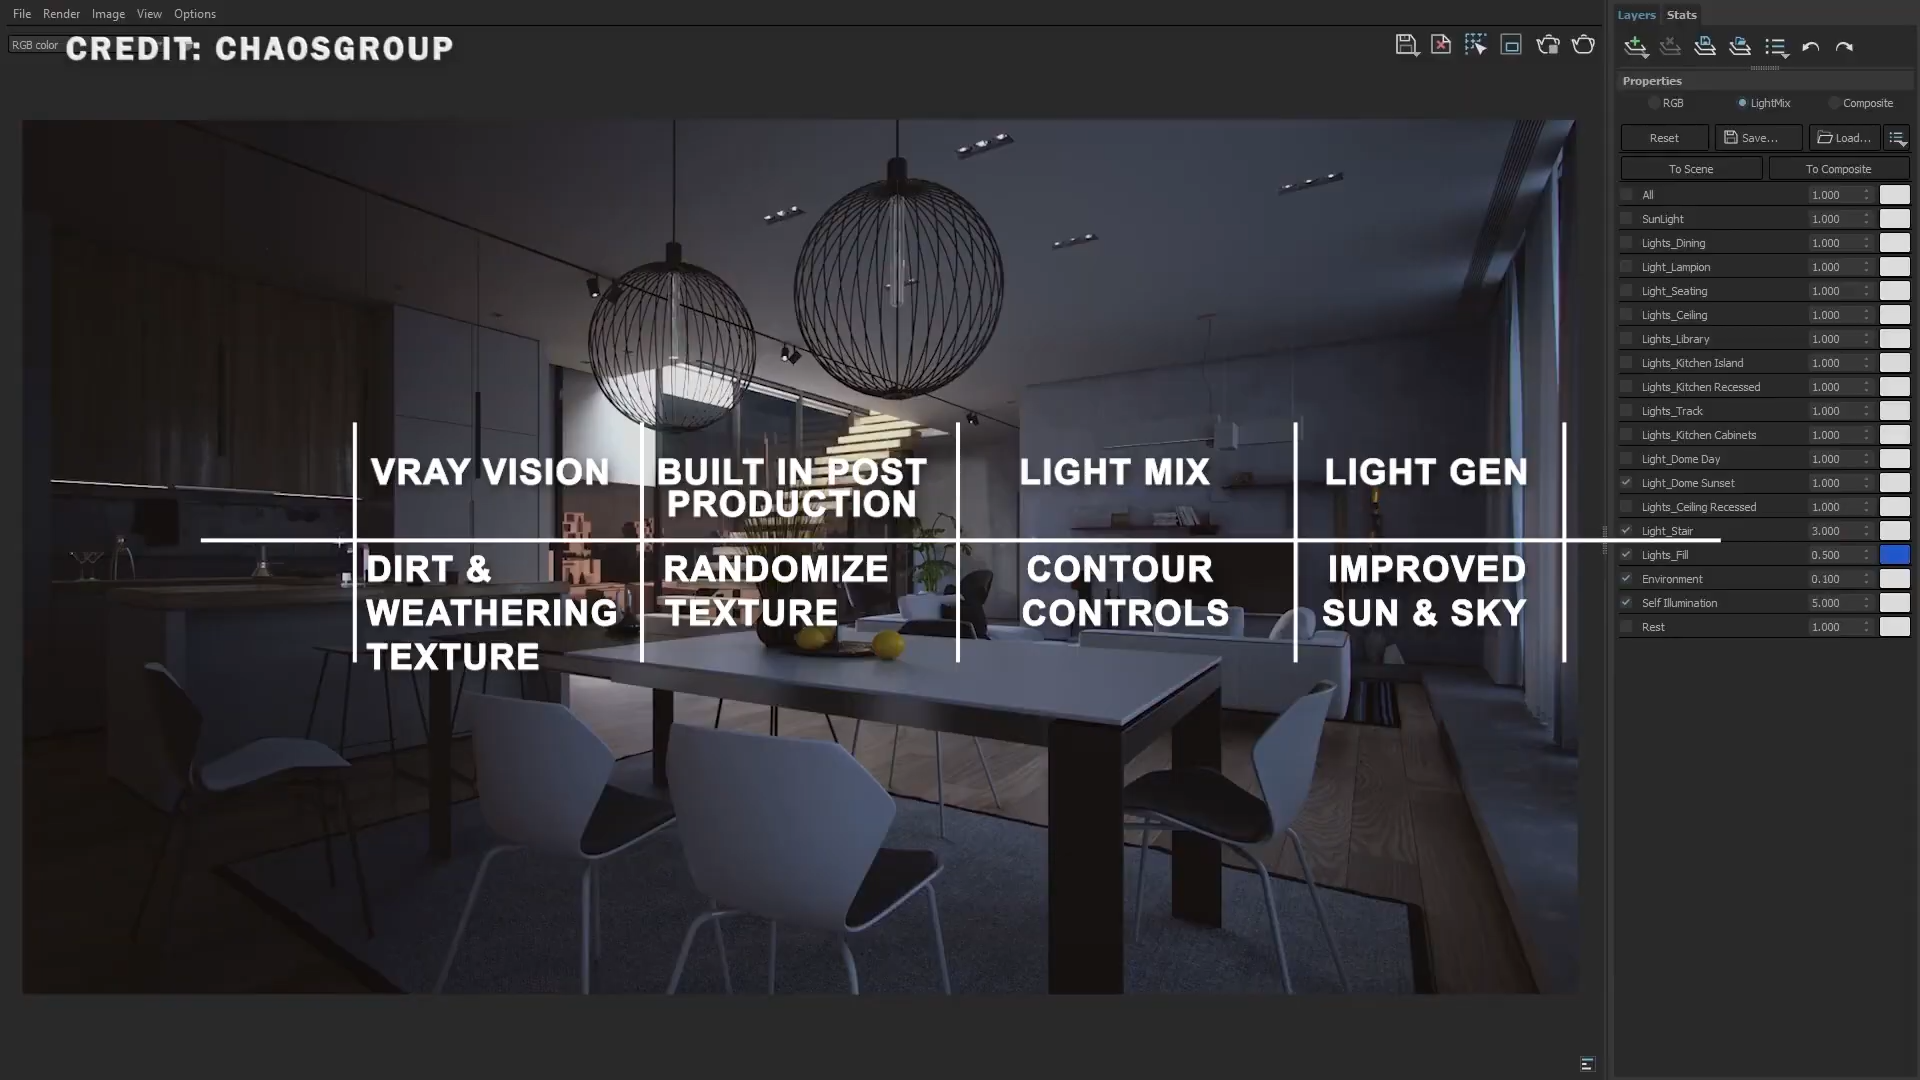 File Render Image View Options
Layers Stats
RGB color
CREDIT: CHAOSGROUP
Properties
RGB LightMix Composite
Reset Save... Load...
To Scene To Composite
All 1.000
SunLight 1.000
Lights_Dining 1.000
Light_Lampion 1.000
Light_Seating 1.000
Lights_Ceiling 1.000
Lights_Library 1.000
Lights_Kitchen Island 1.000
Lights_Kitchen Recessed 1.000
Lights_Track 1.000
Lights_Kitchen Cabinets 1.000
Light_Dome Day 1.000
Light_Dome Sunset 1.000
Lights_Ceiling Recessed 1.000
Light_Stair 3.000
Lights_Fill 0.500
Environment 0.100
Self Illumination 5.000
Rest 1.000
VRAY VISION
BUILT IN POST
PRODUCTION
LIGHT MIX
LIGHT GEN
DIRT &
WEATHERING
TEXTURE
RANDOMIZE
TEXTURE
CONTOUR
CONTROLS
IMPROVED
SUN & SKY